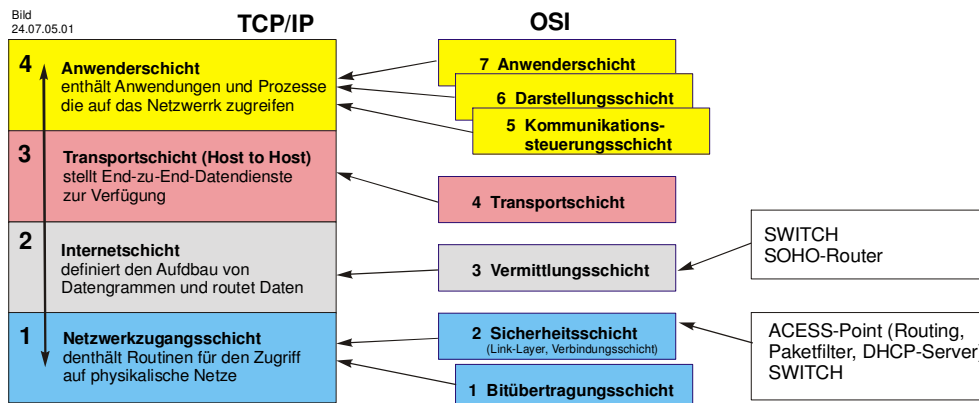 Bild
24.07.05.01
TCP/IP
OSI
4
Anwenderschicht
enthält Anwendungen und Prozesse
die auf das Netzwerrk zugreifen
3
Transportschicht (Host to Host)
stellt End-zu-End-Datendienste
zur Verfügung
2
Internetschicht
definiert den Aufdbau von
Datengrammen und routet Daten
1
Netzwerkzugangsschicht
denthält Routinen für den Zugriff
auf physikalische Netze
7 Anwenderschicht
6 Darstellungsschicht
5 Kommunikations-
steuerungsschicht
4 Transportschicht
3 Vermittlungsschicht
2 Sicherheitsschicht
(Link-Layer, Verbindungsschicht)
1 Bitübertragungsschicht
SWITCH
SOHO-Router
ACESS-Point (Routing,
Paketfilter, DHCP-Server)
SWITCH